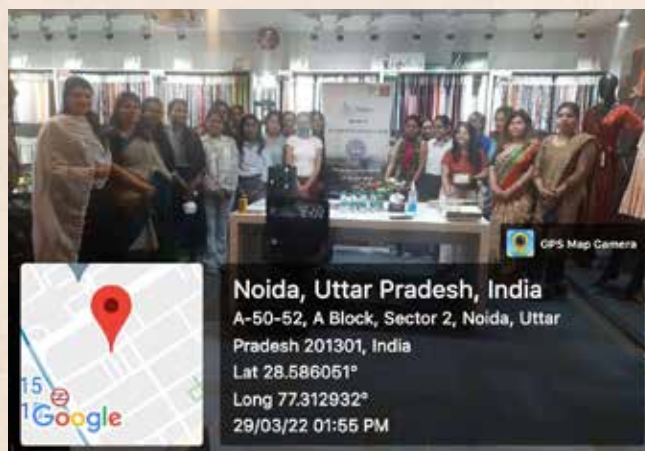 GPS Map Camera
Noida, Uttar Pradesh, India
A-50-52, A Block, Sector 2, Noida, Uttar
Pradesh 201301, India
Lat 28.586051°
Long 77.312932°
29/03/22 01:55 PM
15
Google